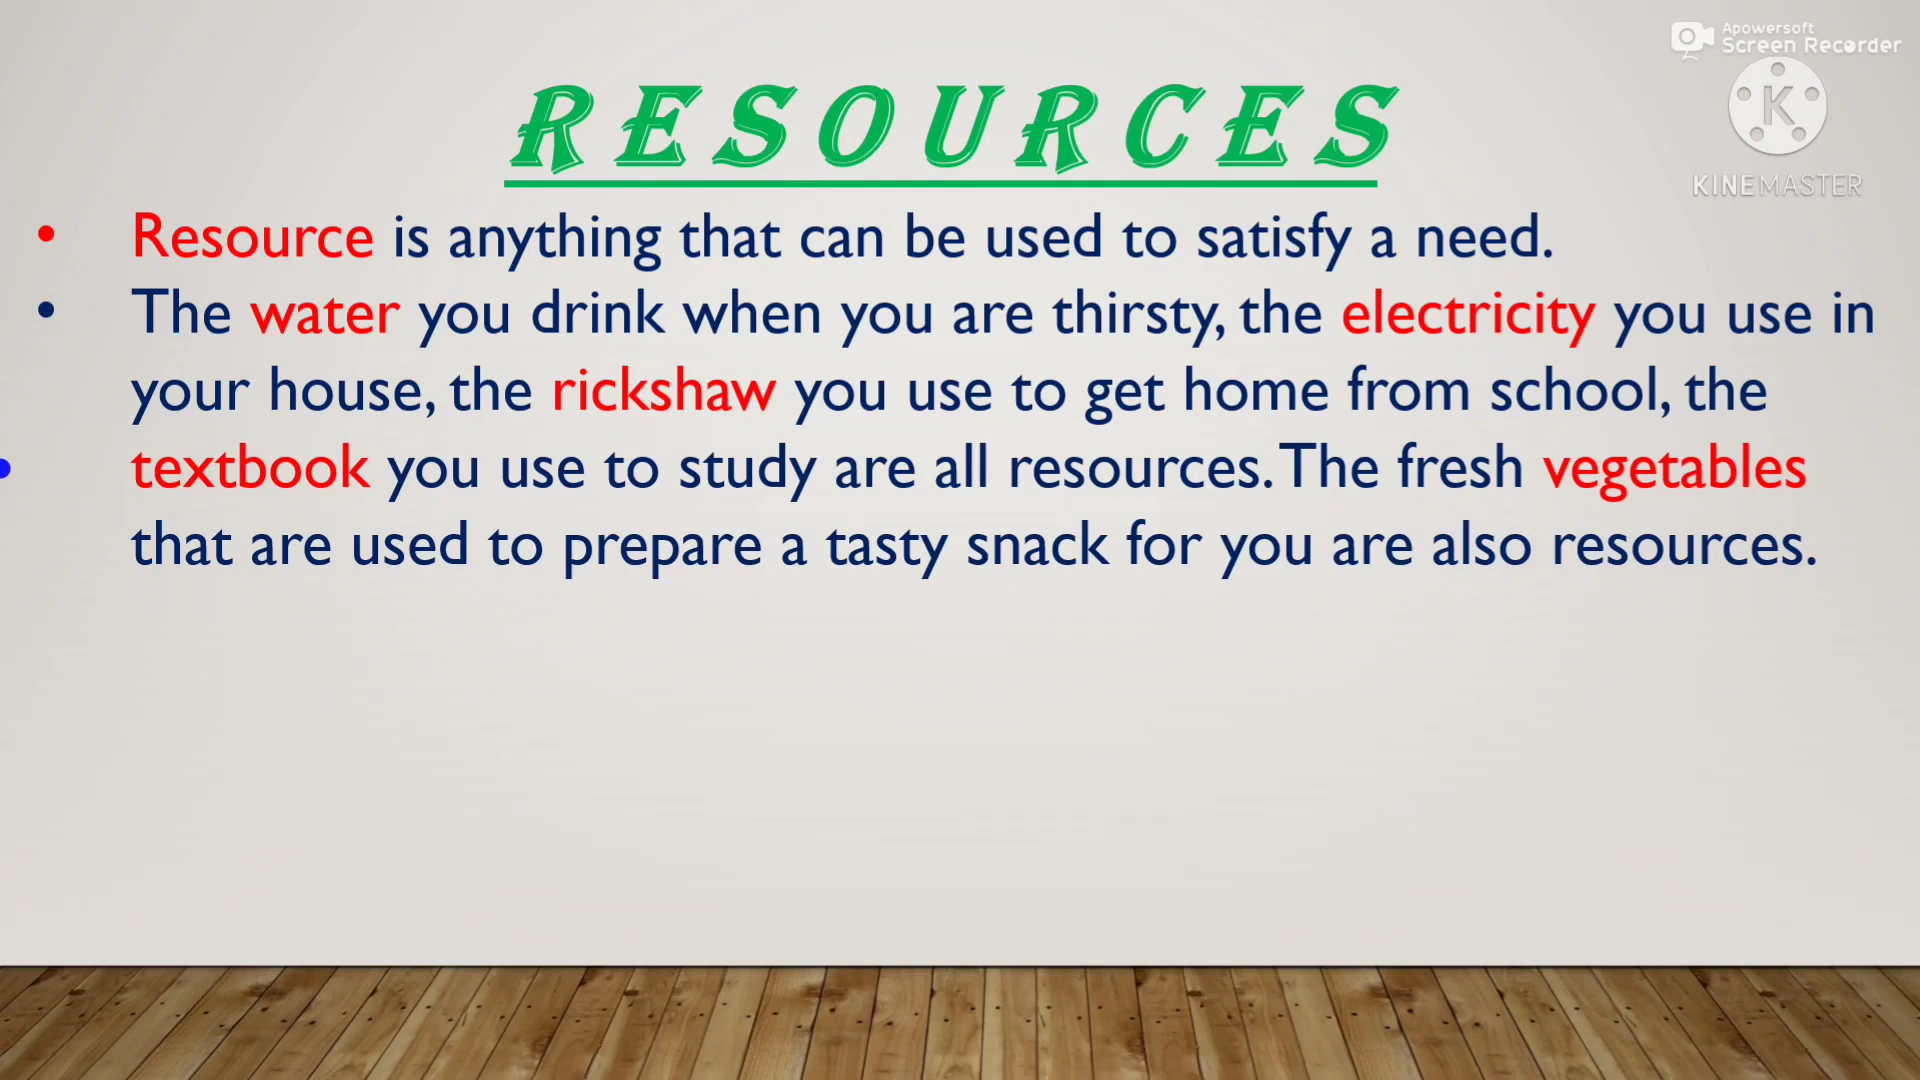 Apowersoft
Screen Recorder
K
KINEMASTER
RESOURCES
• Resource is anything that can be used to satisfy a need.
• The water you drink when you are thirsty, the electricity you use in
your house, the rickshaw you use to get home from school, the
textbook you use to study are all resources. The fresh vegetables
that are used to prepare a tasty snack for you are also resources.